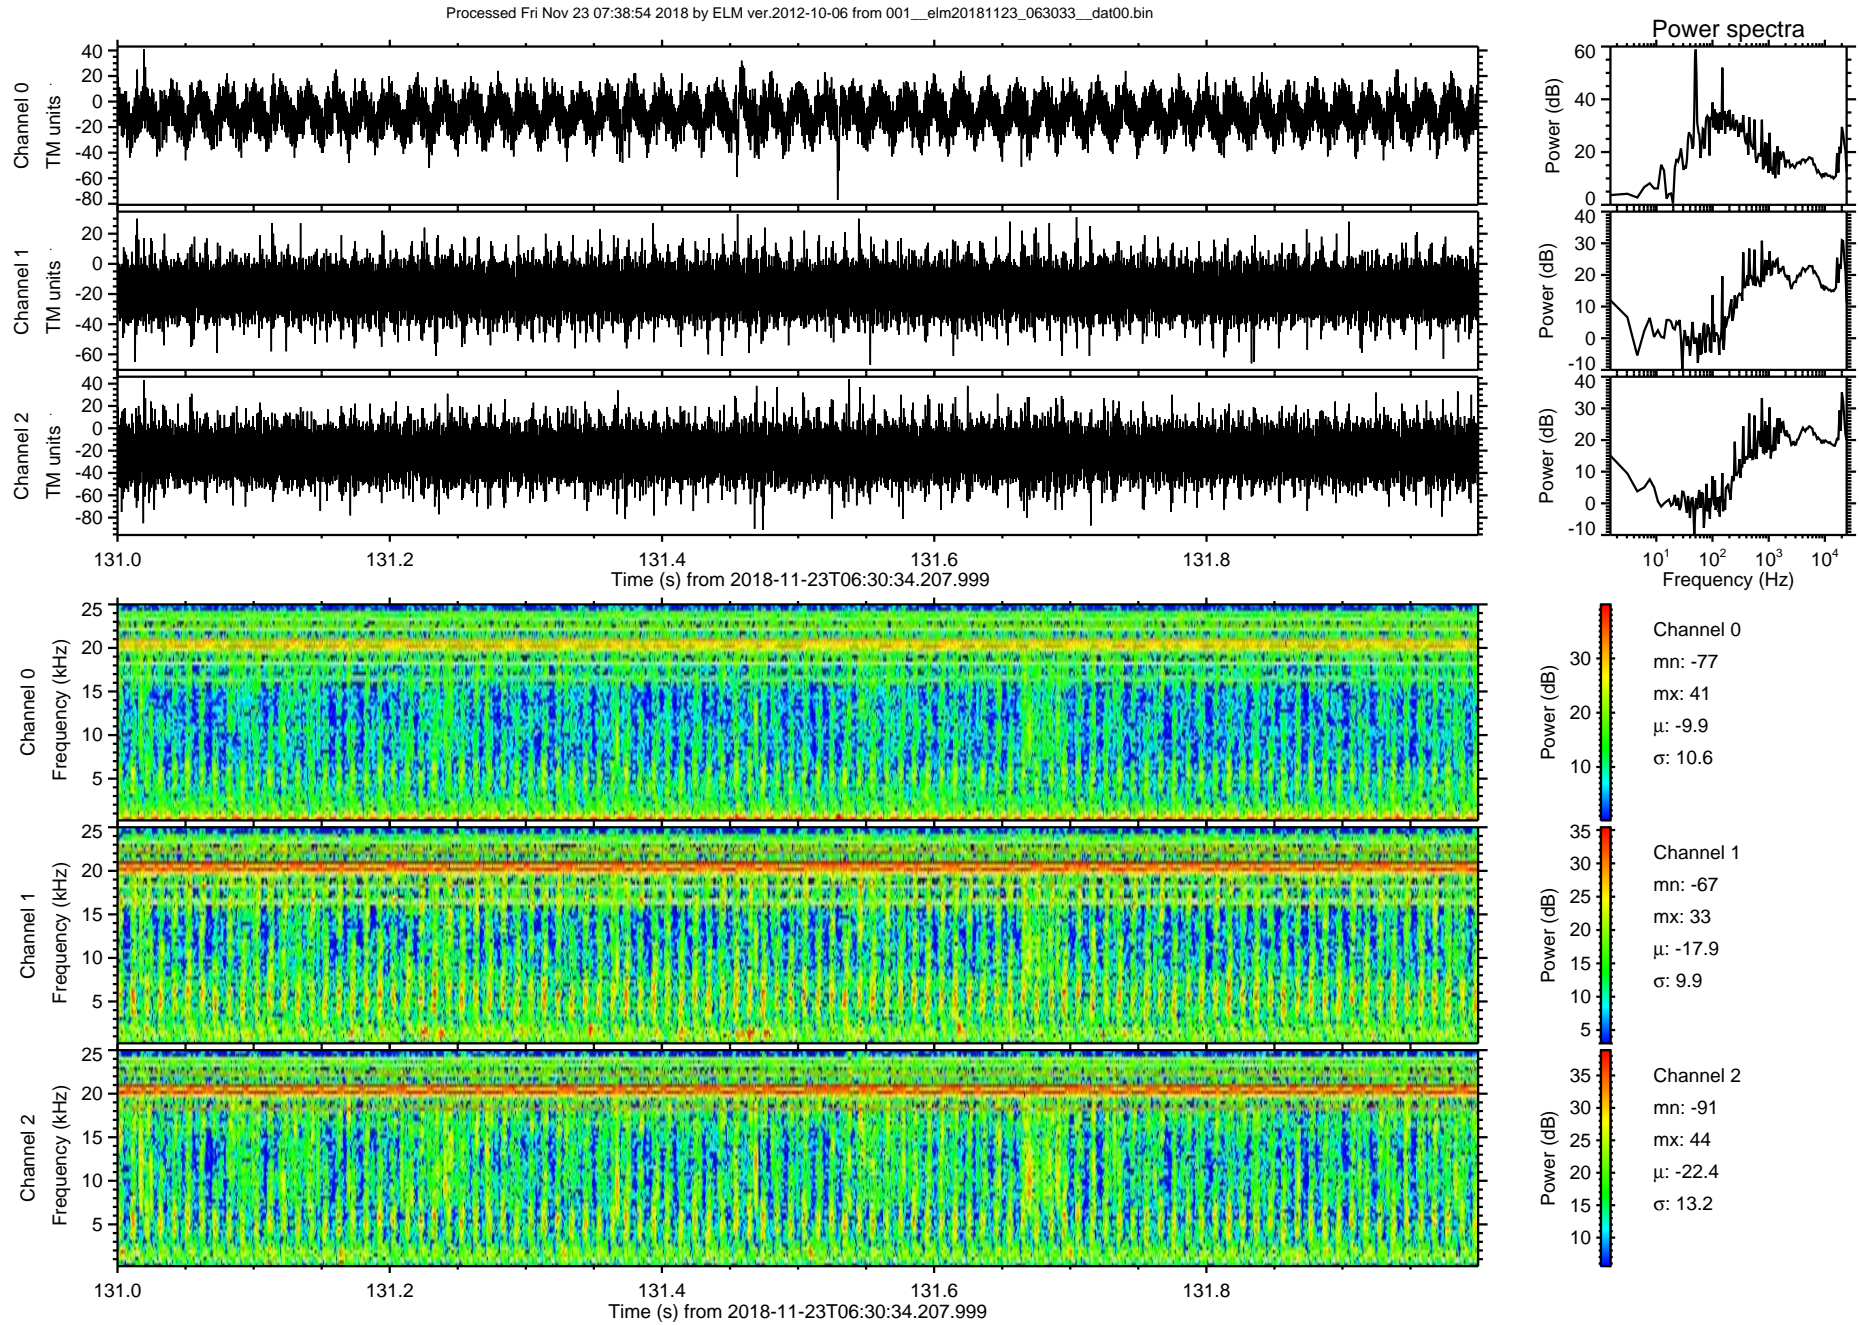 Processed Fri Nov 23 07:38:54 2018 by ELM ver.2012-10-06 from 001__elm20181123_063033__dat00.bin
Power spectra
Channel 0
TM units
40
20
0
-20
-40
-60
-80
Power (dB)
60
40
20
0
Channel 1
TM units
20
0
-20
-40
-60
Power (dB)
40
30
20
10
0
-10
Channel 2
TM units
40
20
0
-20
-40
-60
-80
Power (dB)
40
30
20
10
0
-10
131.0 131.2 131.4 131.6 131.8
Time (s) from 2018-11-23T06:30:34.207.999
10^1 10^2 10^3 10^4
Frequency (Hz)
Channel 0
Frequency (kHz)
25
20
15
10
5
Power (dB)
30
20
10
Channel 0
mn: -77
mx: 41
μ: -9.9
σ: 10.6
Channel 1
Frequency (kHz)
25
20
15
10
5
Power (dB)
35
30
25
20
15
10
5
Channel 1
mn: -67
mx: 33
μ: -17.9
σ: 9.9
Channel 2
Frequency (kHz)
25
20
15
10
5
Power (dB)
35
30
25
20
15
10
Channel 2
mn: -91
mx: 44
μ: -22.4
σ: 13.2
131.0 131.2 131.4 131.6 131.8
Time (s) from 2018-11-23T06:30:34.207.999